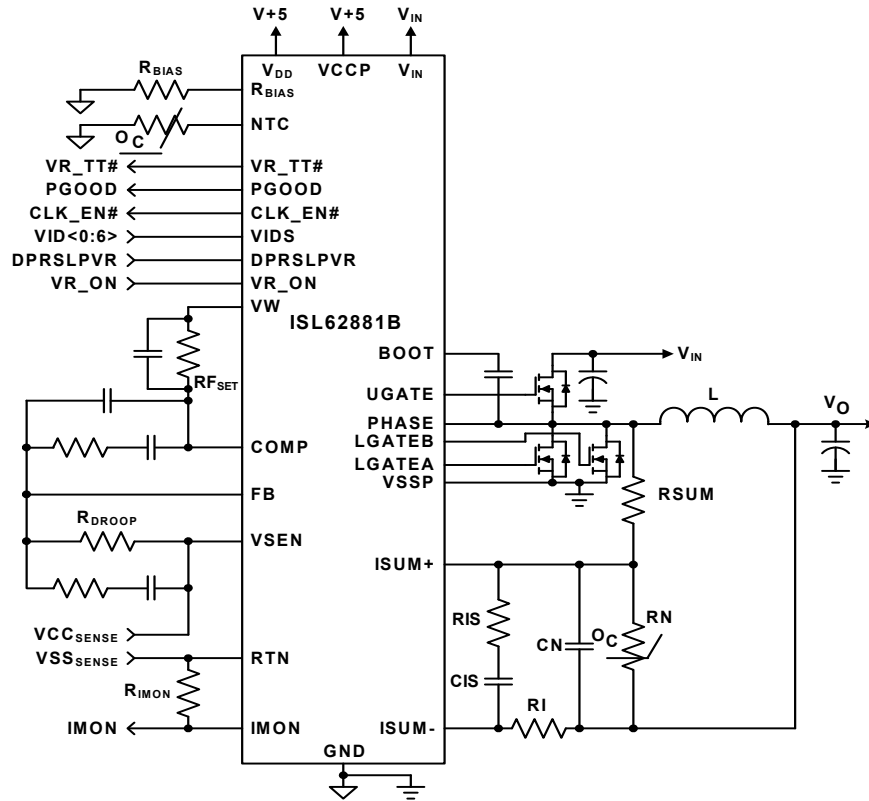 V+5 V+5 VIN
VDD VCCP VIN
RBIAS
RBIAS
NTC
OC
VR_TT# VR_TT#
PGOOD PGOOD
CLK_EN# CLK_EN#
VID<0:6> VIDS
DPRSLPVR DPRSLPVR
VR_ON VR_ON
VW
ISL62881B
BOOT VIN
RFSET
UGATE
L
PHASE VO
LGATEB
COMP
LGATEA
VSSP
FB RSUM
RDROOP
VSEN
ISUM+
RIS RN
CN OC
VCCSENSE
VSSSENSE RTN
CIS
RIMON
RI
IMON IMON ISUM-
GND